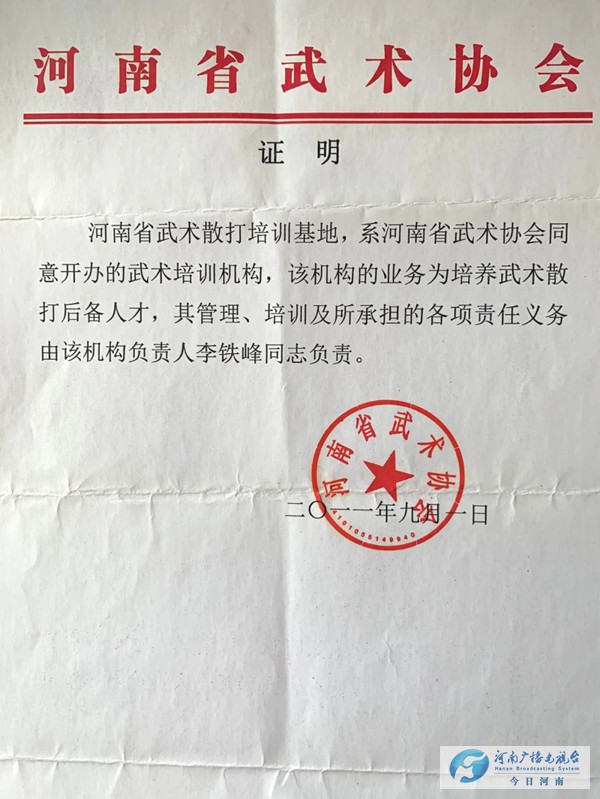 河南省武术协会
证 明
河南省武术散打培训基地，系河南省武术协会同
意开办的武术培训机构，该机构的业务为培养武术散
打后备人才，其管理、培训及所承担的各项责任义务
由该机构负责人李铁峰同志负责。
河南省武术协会
二〇一一年九月一日
4101055149940
河南广播电视台
Henan Broadcasting System
今日河南